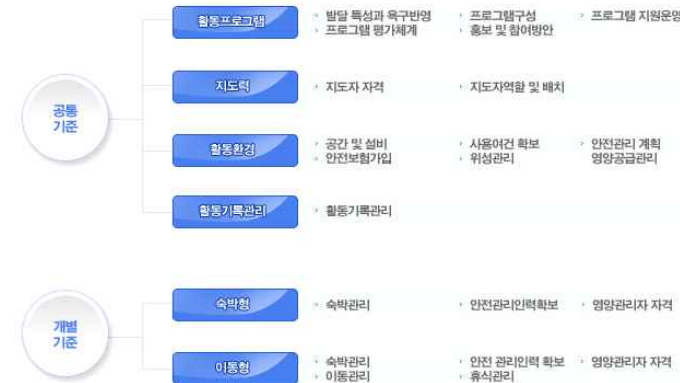 활동프로그램
발달 특성과 욕구반영 프로그램구성 프로그램 지원운영
프로그램 평가체계 홍보 및 참여방안
공통
기준
지도력
지도자 자격 지도자역할 및 배치
활동환경
공간 및 설비 사용여건 확보 안전관리 계획
안전보험가입 위성관리 영양공급관리
활동기록관리
활동기록관리
개별
기준
숙박형
숙박관리 안전관리인력확보 영양관리자 자격
이동형
숙박관리 안전 관리인력 확보 영양관리자 자격
이동관리 휴식관리